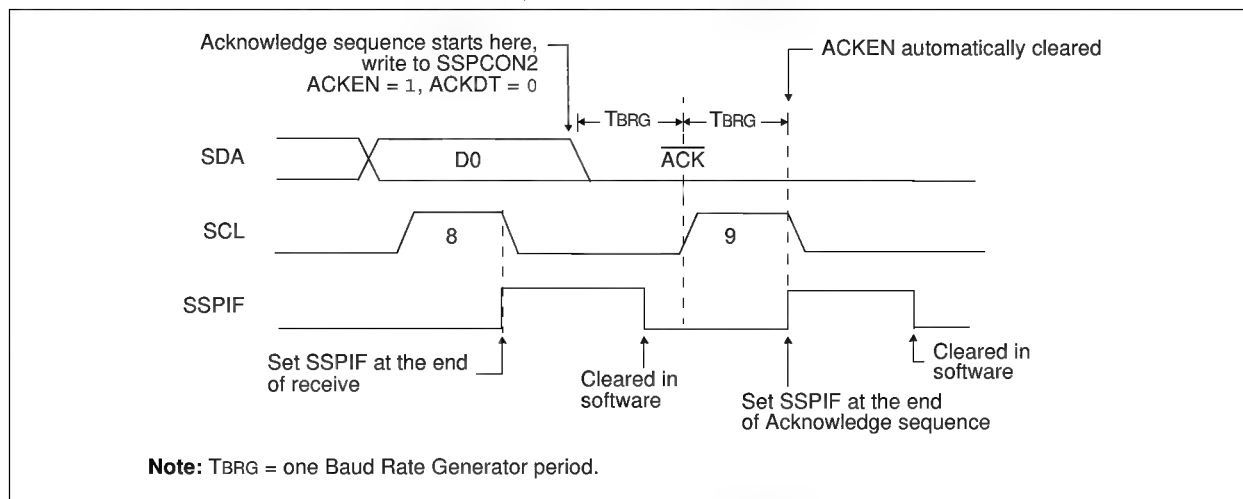 Acknowledge sequence starts here,
write to SSPCON2
ACKEN = 1, ACKDT = 0
ACKEN automatically cleared
TBRG
TBRG
SDA
D0
ACK
SCL
8
9
SSPIF
Set SSPIF at the end
of receive
Cleared in
software
Set SSPIF at the end
of Acknowledge sequence
Cleared in
software
Note: TBRG = one Baud Rate Generator period.